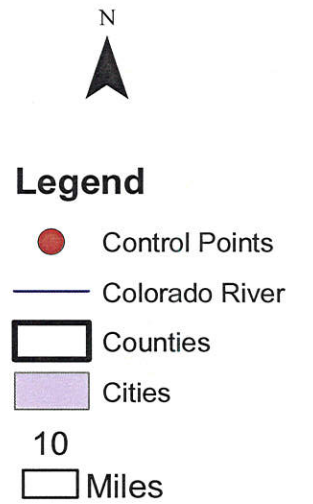 N
Legend
Control Points
Colorado River
Counties
Cities
10
Miles